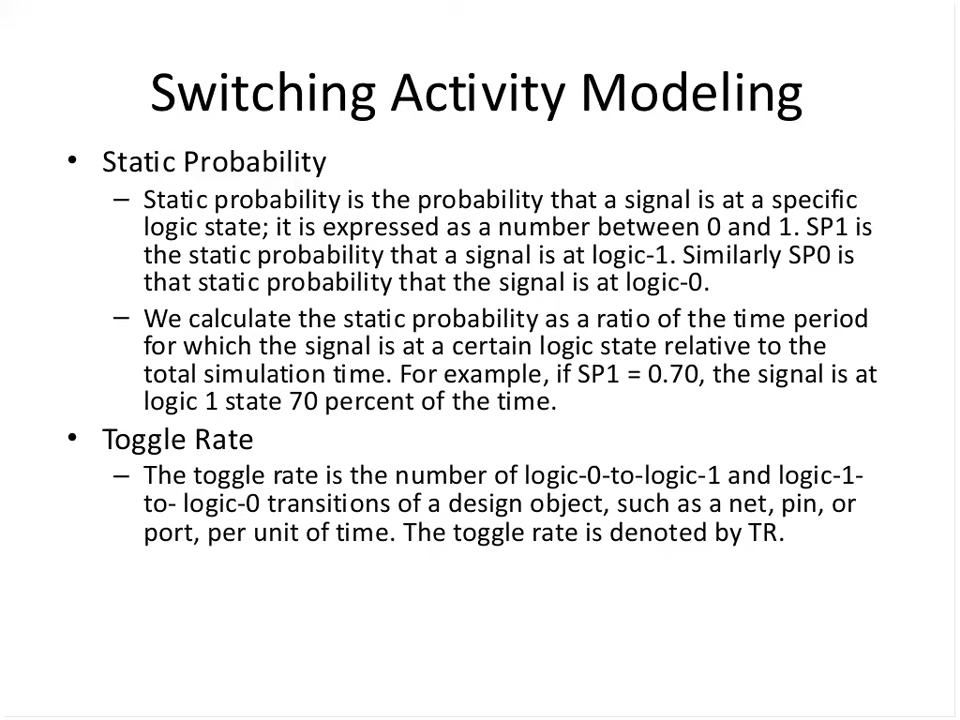 Switching Activity Modeling
• Static Probability
– Static probability is the probability that a signal is at a specific
logic state; it is expressed as a number between 0 and 1. SP1 is
the static probability that a signal is at logic-1. Similarly SP0 is
that static probability that the signal is at logic-0.
– We calculate the static probability as a ratio of the time period
for which the signal is at a certain logic state relative to the
total simulation time. For example, if SP1 = 0.70, the signal is at
logic 1 state 70 percent of the time.
• Toggle Rate
– The toggle rate is the number of logic-0-to-logic-1 and logic-1-
to- logic-0 transitions of a design object, such as a net, pin, or
port, per unit of time. The toggle rate is denoted by TR.